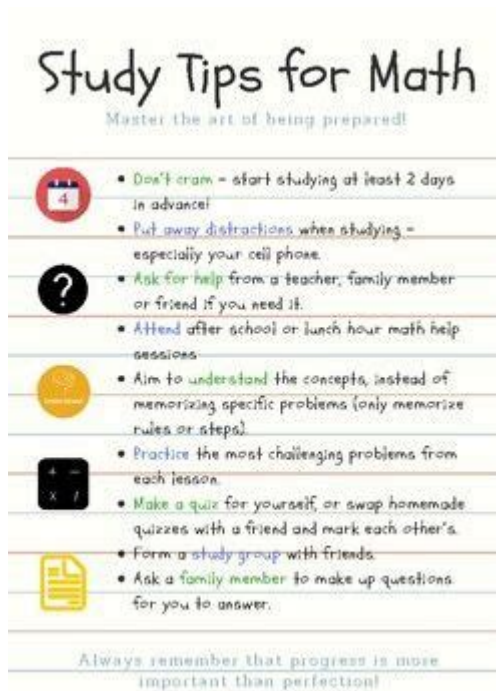 Study Tips for Math
Master the art of being prepared!
• Don't cram - start studying at least 2 days
in advance!
• Put away distractions when studying -
especially your cell phone.
4
• Ask for help from a teacher, family member
or friend if you need it.
?
• Attend after school or lunch hour math help
sessions
• Aim to understand the concepts, instead of
memorizing specific problems (only memorize
rules or steps).
• Practice the most challenging problems from
each lesson.
+ -
x /
• Make a quiz for yourself, or swap homemade
quizzes with a friend and mark each other's.
• Form a study group with friends.
• Ask a family member to make up questions
for you to answer.
Always remember that progress is more
important than perfection!